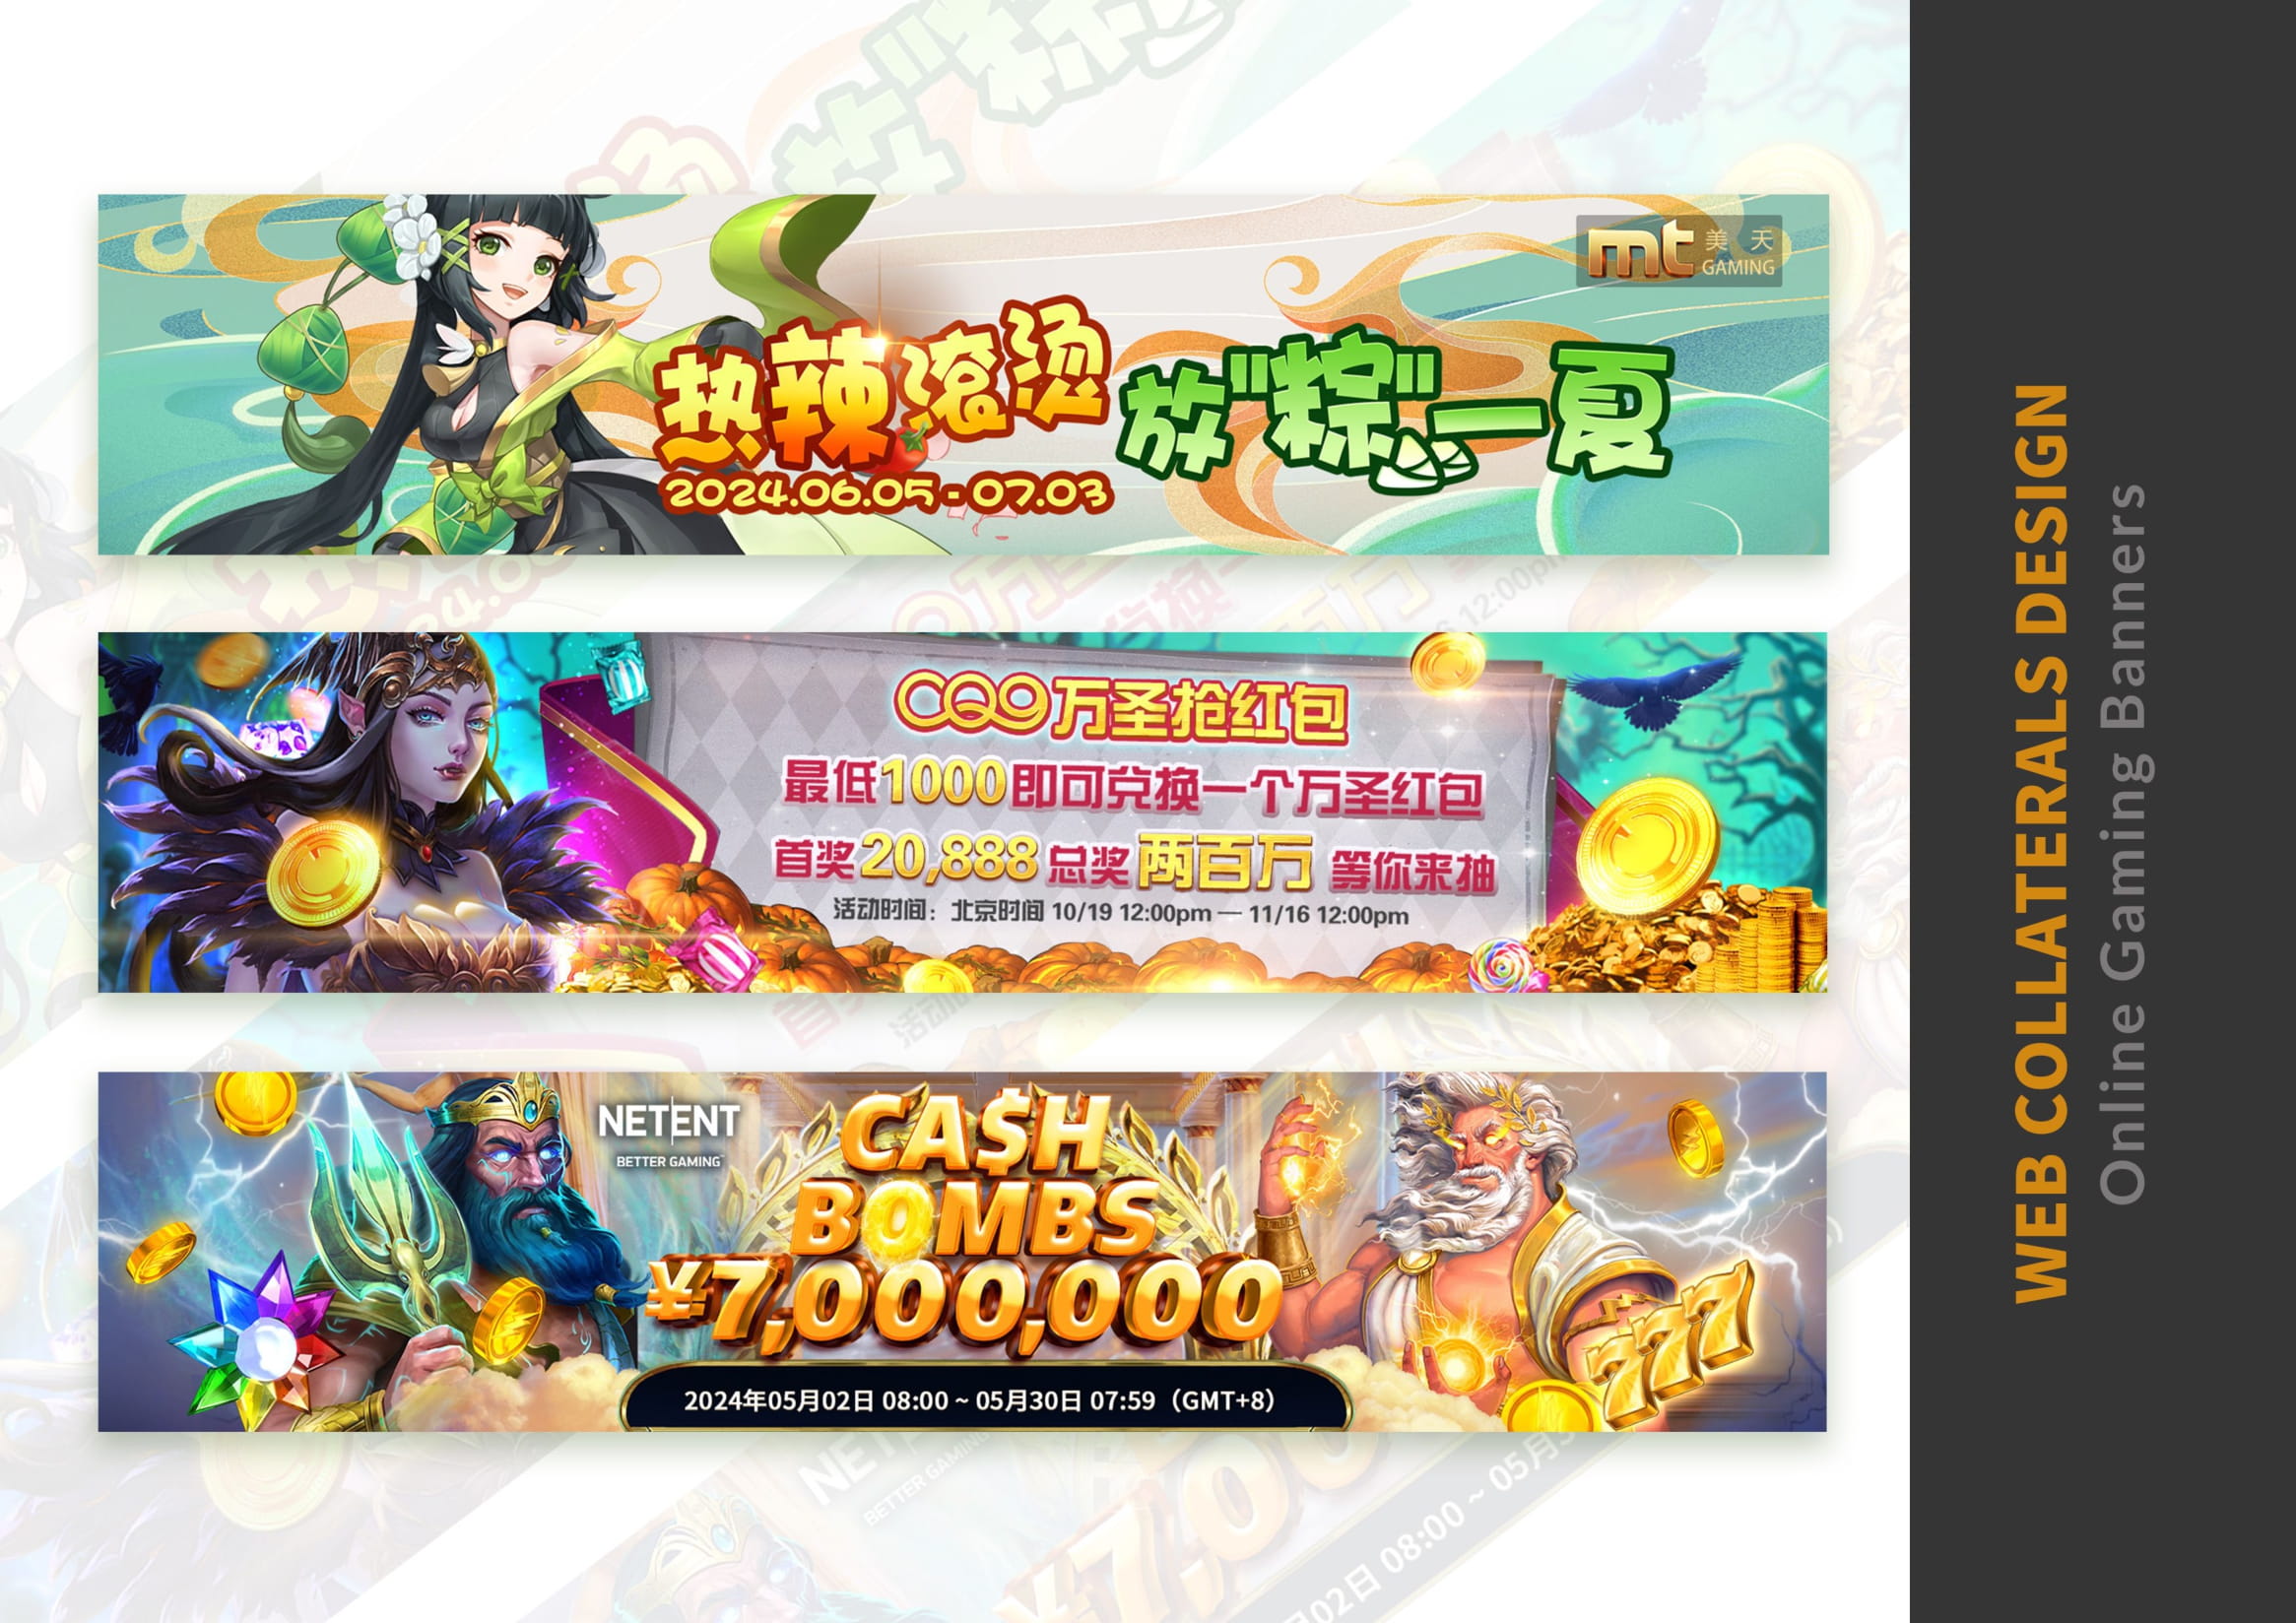 mt 美天
GAMING
热辣滚烫 放"粽"一夏
2024.06.05 - 07.03
CQ9万圣抢红包
最低1000即可兑换一个万圣红包
首奖20,888总奖两百万 等你来抽
活动时间：北京时间 10/19 12:00pm — 11/16 12:00pm
NETENT
BETTER GAMING
CA$H
BOMBS
¥7,000,000
777
2024年05月02日 08:00 ~ 05月30日 07:59（GMT+8）
WEB COLLATERALS DESIGN
Online Gaming Banners